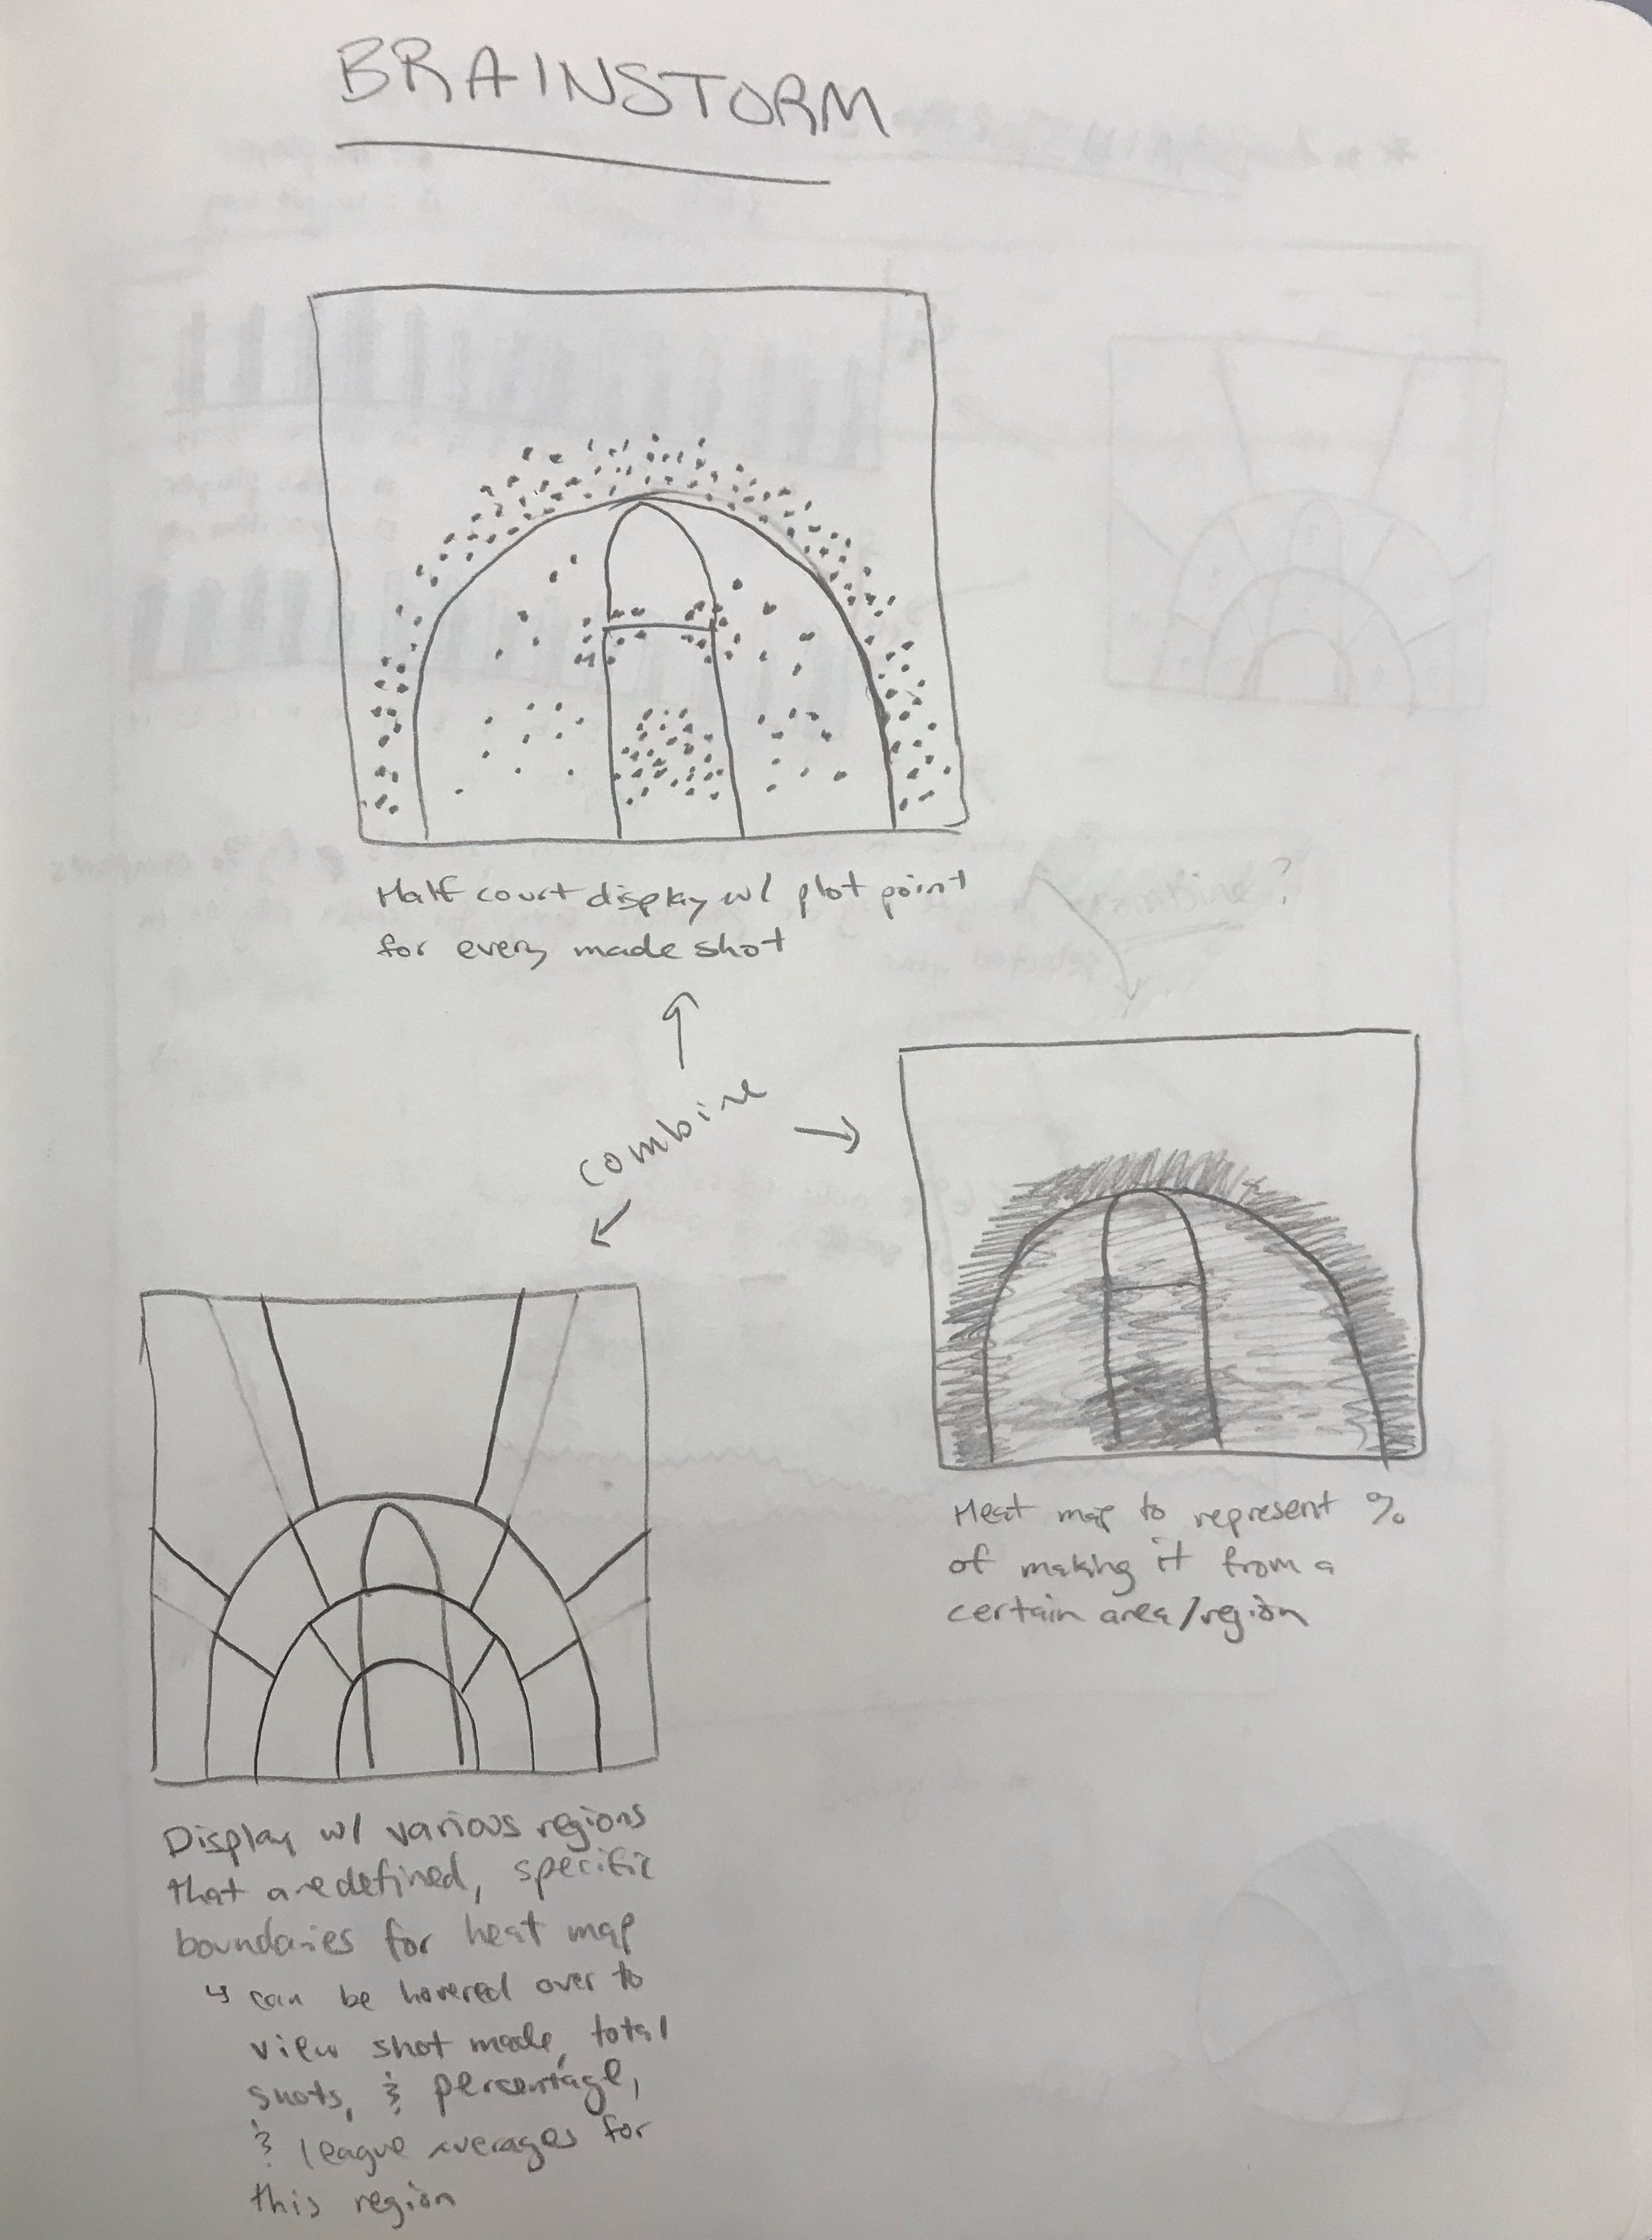 BRAINSTORM
Half court display w/ plot point
for every made shot
combine
Heat map to represent %
of making it from a
certain area/region
Display w/ various regions
that are defined, specific
boundaries for heat map
↳ can be hovered over to
view shot made, total
shots, & percentage,
& league averages for
this region